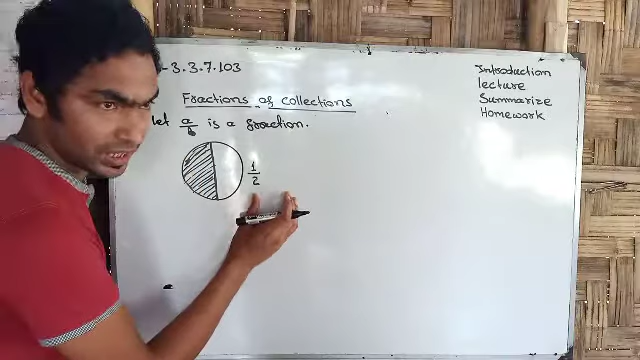 -3.3.7.103
Fractions of collections
let a/b is a fraction.
1/2
Introduction
lecture
Summarize
Homework